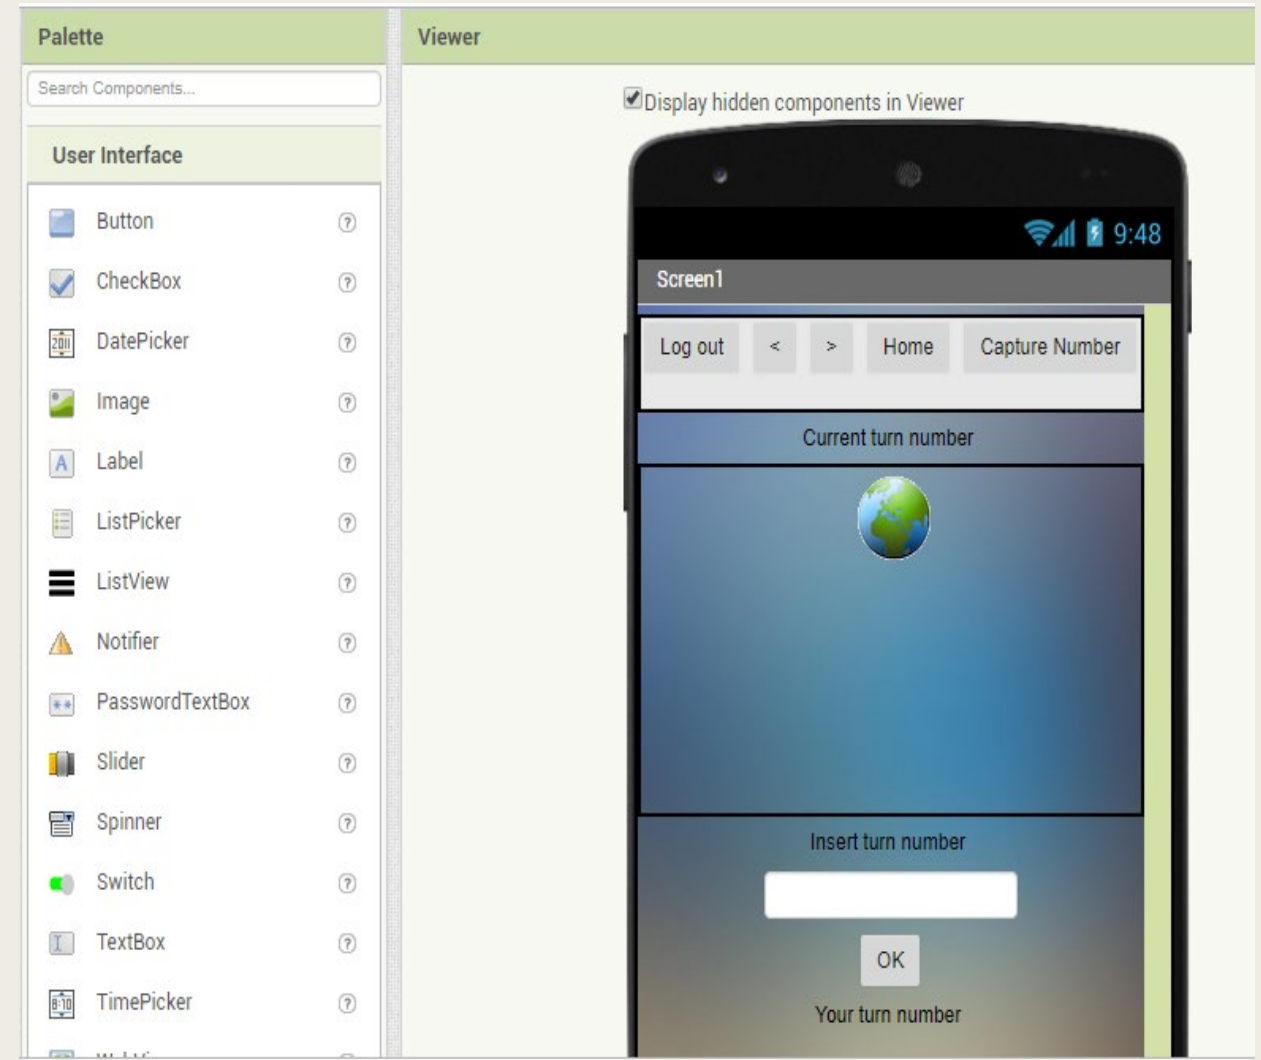 Palette
Search Components...
User Interface
Button
CheckBox
DatePicker
Image
Label
ListPicker
ListView
Notifier
PasswordTextBox
Slider
Spinner
Switch
TextBox
TimePicker
Viewer
Display hidden components in Viewer
9:48
Screen1
Log out < > Home Capture Number
Current turn number
Insert turn number
OK
Your turn number